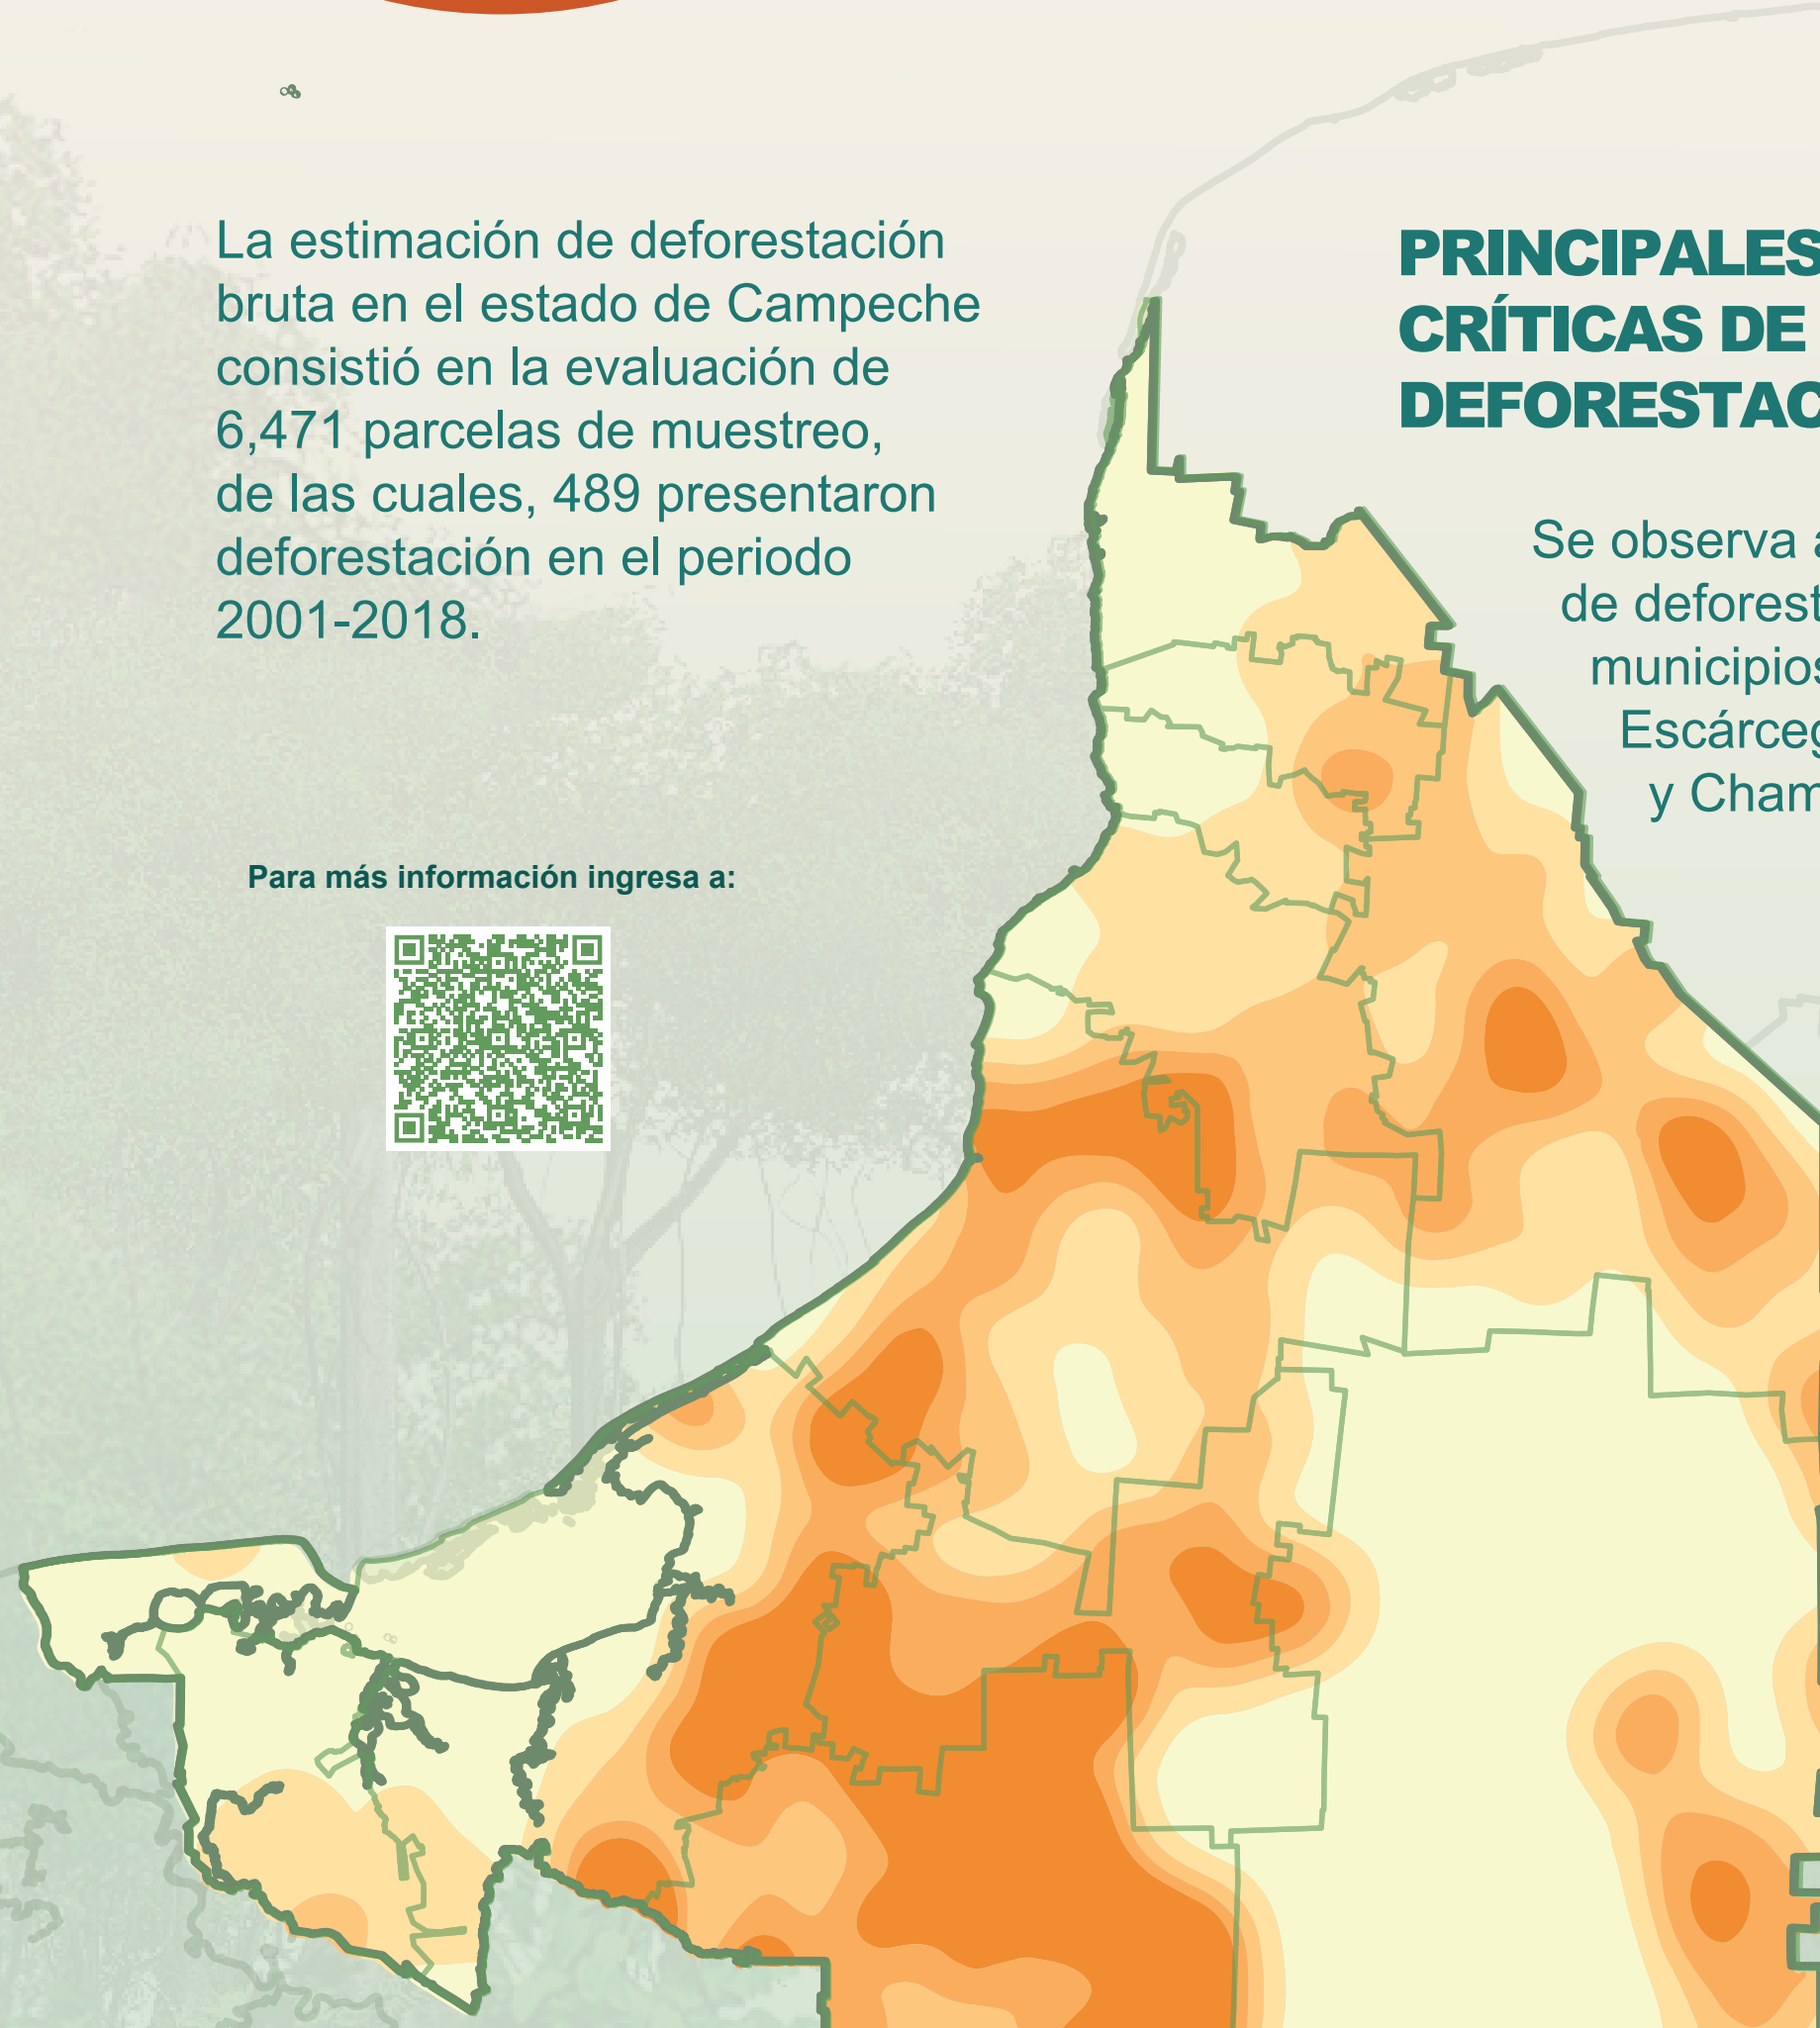 La estimación de deforestación
bruta en el estado de Campeche
consistió en la evaluación de
6,471 parcelas de muestreo,
de las cuales, 489 presentaron
deforestación en el periodo
2001-2018.
Para más información ingresa a:
PRINCIPALES
CRÍTICAS DE
DEFORESTAC
Se observa a
de deforest
municipios
Escárceg
y Cham